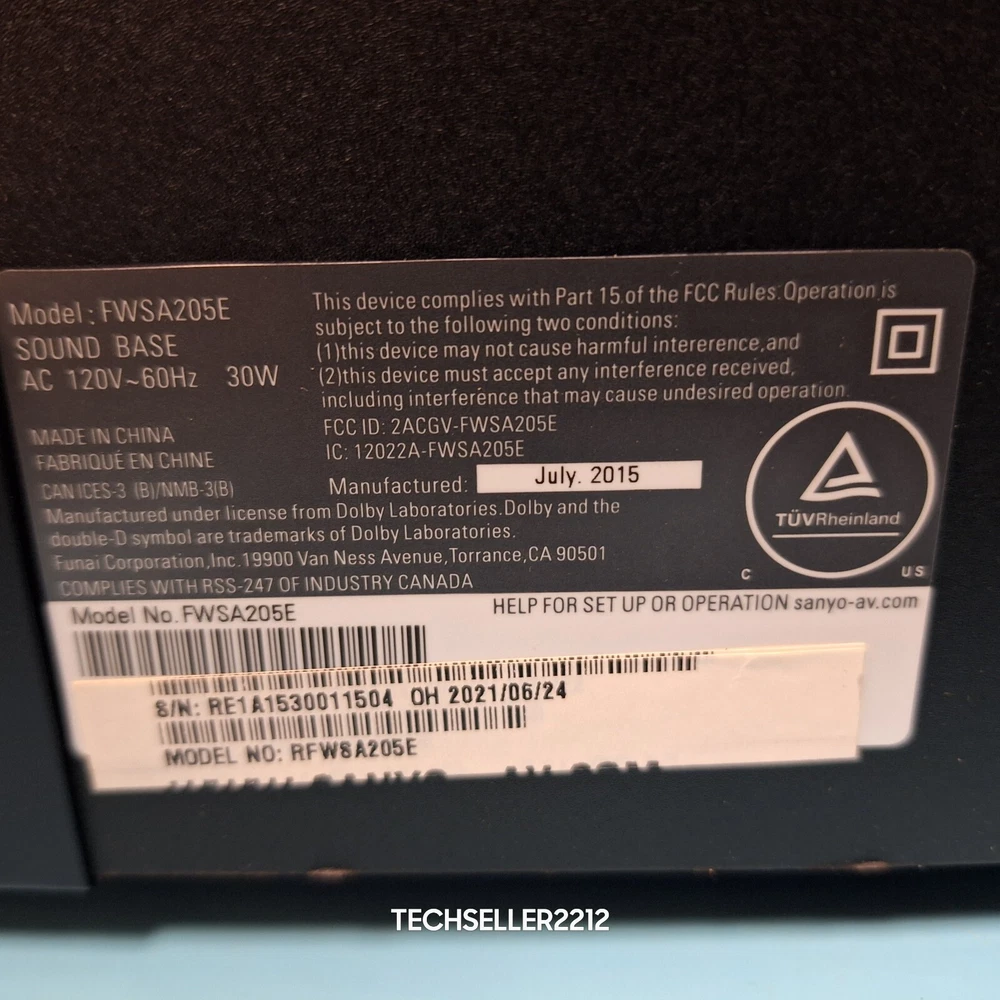 Model: FWSA205E
SOUND BASE
AC 120V~60Hz 30W
MADE IN CHINA
FABRIQUÉ EN CHINE
CAN ICES-3 (B)/NMB-3(B)
This device complies with Part 15 of the FCC Rules. Operation is
subject to the following two conditions:
(1)this device may not cause harmful intererence,and
(2)this device must accept any interference received,
including interference that may cause undesired operation.
FCC ID: 2ACGV-FWSA205E
IC: 12022A-FWSA205E
Manufactured: July. 2015
Manufactured under license from Dolby Laboratories.Dolby and the
double-D symbol are trademarks of Dolby Laboratories.
Funai Corporation,Inc.19900 Van Ness Avenue,Torrance,CA 90501
COMPLIES WITH RSS-247 OF INDUSTRY CANADA
TÜVRheinland
C US
Model No.FWSA205E
HELP FOR SET UP OR OPERATION sanyo-av.com
S/N: RE1A1530011504 OH 2021/06/24
MODEL NO: RFWSA205E
TECHSELLER2212